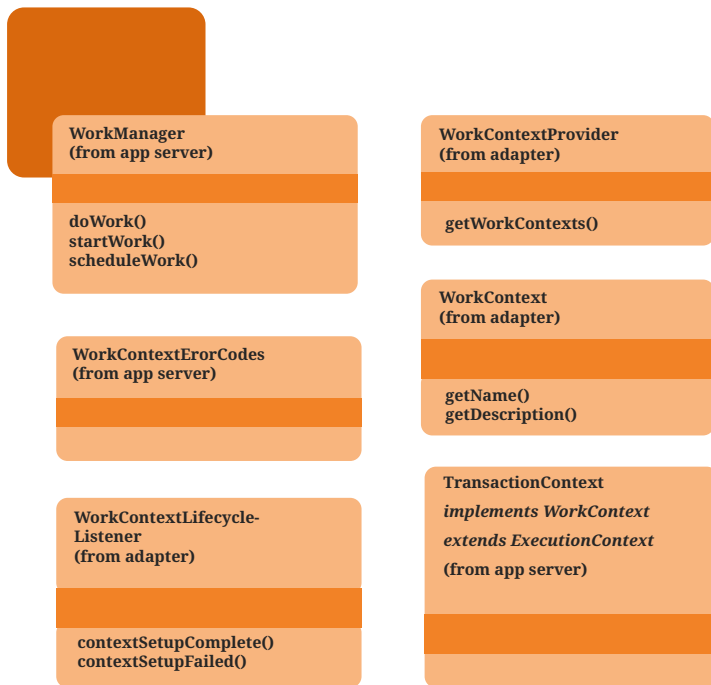 WorkManager
(from app server)
doWork()
startWork()
scheduleWork()
WorkContextProvider
(from adapter)
getWorkContexts()
WorkContext
(from adapter)
getName()
getDescription()
WorkContextErorCodes
(from app server)
WorkContextLifecycle-
Listener
(from adapter)
contextSetupComplete()
contextSetupFailed()
TransactionContext
implements WorkContext
extends ExecutionContext
(from app server)